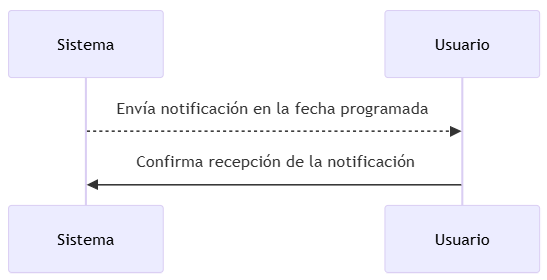 Sistema
Usuario
Envía notificación en la fecha programada
Confirma recepción de la notificación
Sistema
Usuario